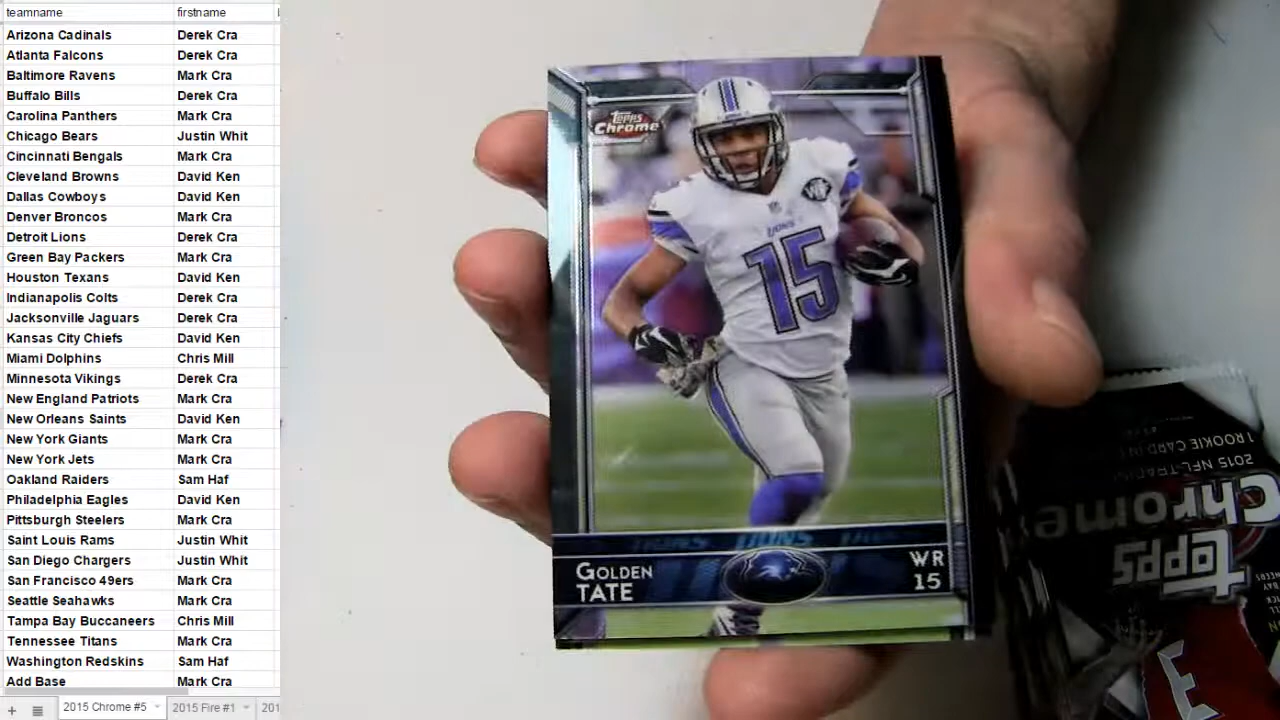 teamname firstname
Arizona Cadinals Derek Cra
Atlanta Falcons Derek Cra
Baltimore Ravens Mark Cra
Buffalo Bills Derek Cra
Carolina Panthers Mark Cra
Chicago Bears Justin Whit
Cincinnati Bengals Mark Cra
Cleveland Browns David Ken
Dallas Cowboys David Ken
Denver Broncos Mark Cra
Detroit Lions Derek Cra
Green Bay Packers Mark Cra
Houston Texans David Ken
Indianapolis Colts Derek Cra
Jacksonville Jaguars Derek Cra
Kansas City Chiefs David Ken
Miami Dolphins Chris Mill
Minnesota Vikings Derek Cra
New England Patriots Mark Cra
New Orleans Saints David Ken
New York Giants Mark Cra
New York Jets Mark Cra
Oakland Raiders Sam Haf
Philadelphia Eagles David Ken
Pittsburgh Steelers Mark Cra
Saint Louis Rams Justin Whit
San Diego Chargers Justin Whit
San Francisco 49ers Mark Cra
Seattle Seahawks Mark Cra
Tampa Bay Buccaneers Chris Mill
Tennessee Titans Mark Cra
Washington Redskins Sam Haf
Add Base Mark Cra
2015 Chrome #5 2015 Fire #1 201
Topps
Chrome
LIONS
15
LIONS
GOLDEN
TATE
WR
15
topps
Chrome
2015 NFL TRADING
1 ROOKIE CARD IN